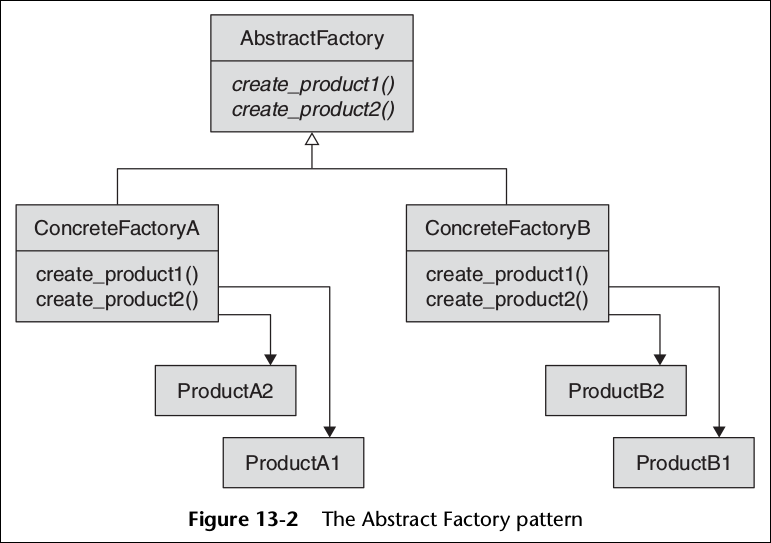 AbstractFactory
create_product1()
create_product2()
ConcreteFactoryA
create_product1()
create_product2()
ConcreteFactoryB
create_product1()
create_product2()
ProductA2
ProductA1
ProductB2
ProductB1
Figure 13-2 The Abstract Factory pattern